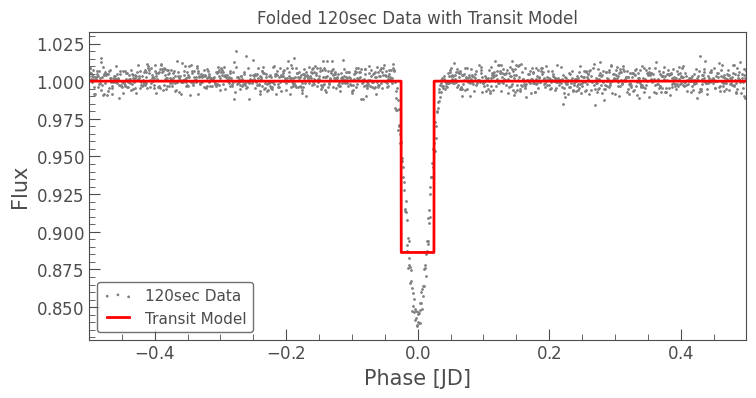 Folded 120sec Data with Transit Model
1.025
1.000
0.975
0.950
0.925
0.900
0.875
0.850
Flux
120sec Data
Transit Model
−0.4
−0.2
0.0
0.2
0.4
Phase [JD]